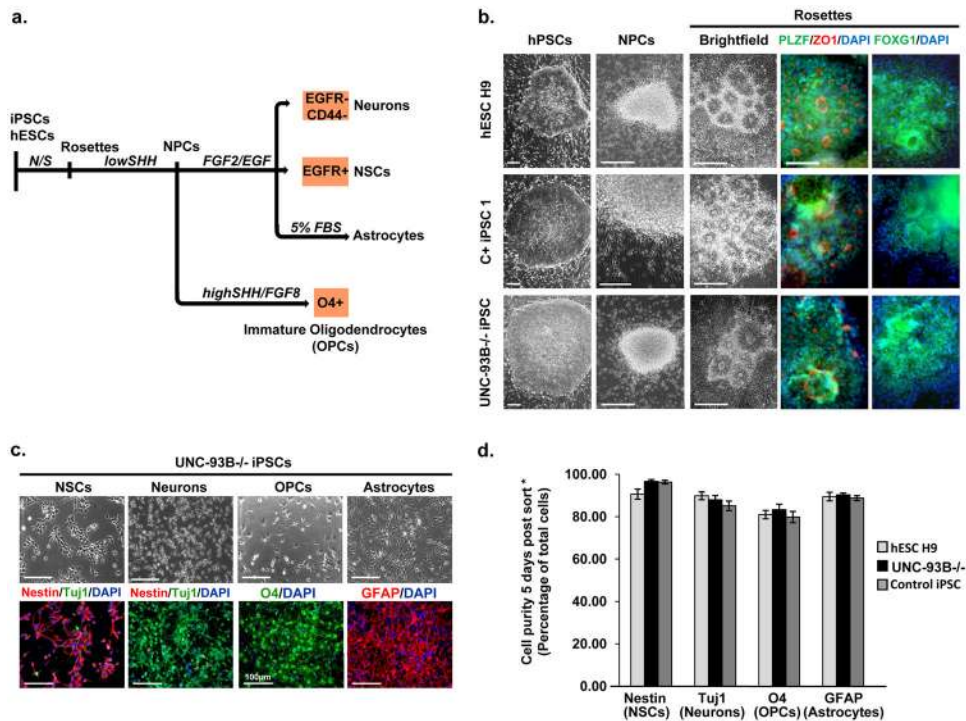 a.
iPSCs
hESCs
N/S
Rosettes
lowSHH
NPCs
FGF2/EGF
EGFR-
CD44-
Neurons
EGFR+
NSCs
5% FBS
Astrocytes
highSHH/FGF8
O4+
Immature Oligodendrocytes
(OPCs)
b.
Rosettes
hPSCs
NPCs
Brightfield
PLZF/ZO1/DAPI
FOXG1/DAPI
hESC H9
C+ iPSC 1
UNC-93B-/- iPSC
c.
UNC-93B-/- iPSCs
NSCs
Neurons
OPCs
Astrocytes
Nestin/Tuj1/DAPI
Nestin/Tuj1/DAPI
O4/DAPI
GFAP/DAPI
100μm
d.
Cell purity 5 days post sort *
(Percentage of total cells)
100.00
80.00
60.00
40.00
20.00
0.00
hESC H9
UNC-93B-/-
Control iPSC
Nestin
(NSCs)
Tuj1
(Neurons)
O4
(OPCs)
GFAP
(Astrocytes)